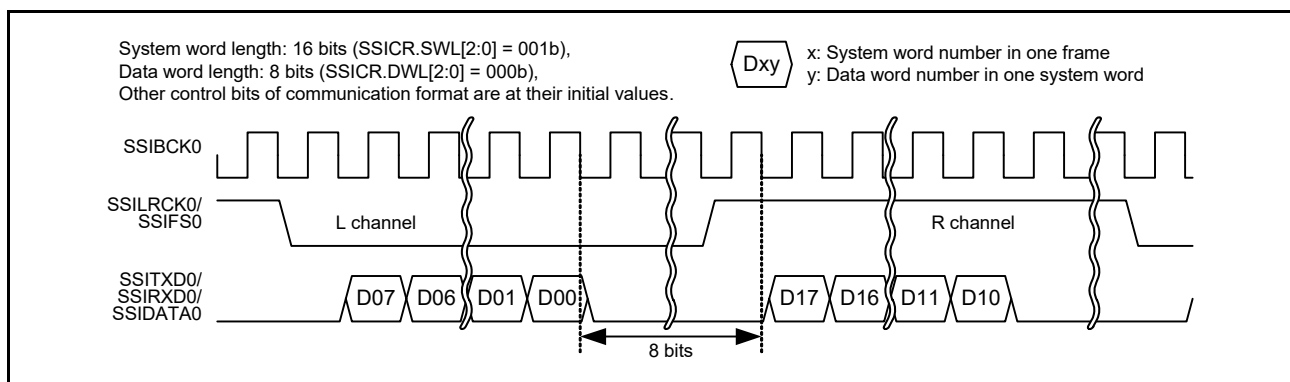 System word length: 16 bits (SSICR.SWL[2:0] = 001b),
Data word length: 8 bits (SSICR.DWL[2:0] = 000b),
Other control bits of communication format are at their initial values.
Dxy
x: System word number in one frame
y: Data word number in one system word
SSIBCK0
SSILRCK0/
SSIFS0
L channel
R channel
SSITXD0/
SSIRXD0/
SSIDATA0
D07 D06 D01 D00 D17 D16 D11 D10
8 bits